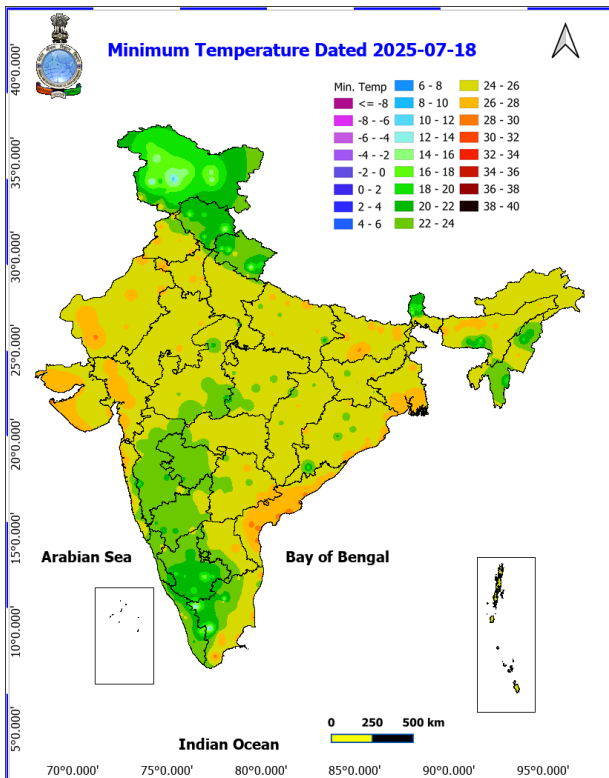 Minimum Temperature Dated 2025-07-18
Min. Temp
<= -8
-8 - -6
-6 - -4
-4 - -2
-2 - 0
0 - 2
2 - 4
4 - 6
6 - 8
8 - 10
10 - 12
12 - 14
14 - 16
16 - 18
18 - 20
20 - 22
22 - 24
24 - 26
26 - 28
28 - 30
30 - 32
32 - 34
34 - 36
36 - 38
38 - 40
40°0.000'
35°0.000'
30°0.000'
25°0.000'
20°0.000'
15°0.000'
10°0.000'
5°0.000'
Arabian Sea
Bay of Bengal
0 250 500 km
Indian Ocean
70°0.000' 75°0.000' 80°0.000' 85°0.000' 90°0.000' 95°0.000'